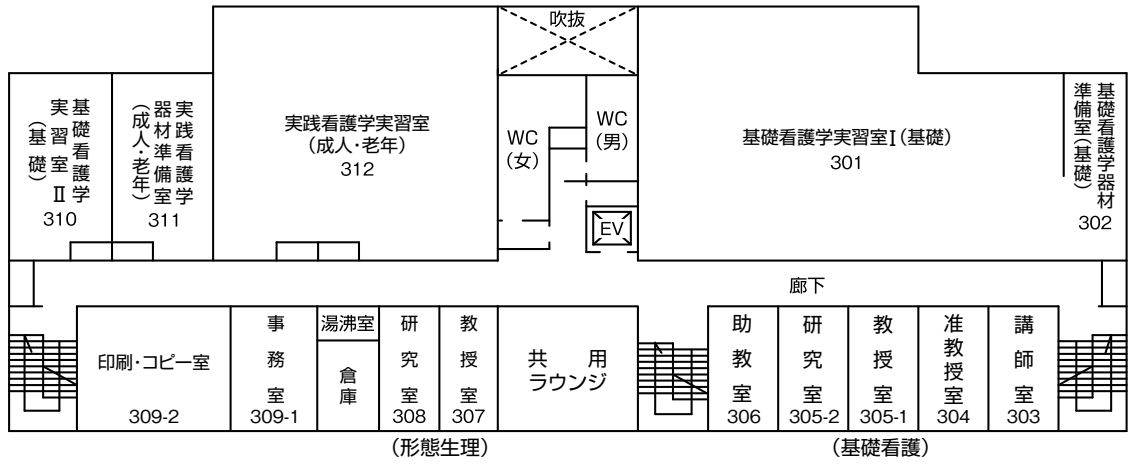 吹抜
基礎看護学
実習室Ⅱ
(基礎)
310
実践看護学
器材準備室
(成人・老年)
311
実践看護学実習室
(成人・老年)
312
WC
(女)
WC
(男)
EV
基礎看護学実習室Ⅰ(基礎)
301
基礎看護学器材
準備室(基礎)
302
廊下
印刷・コピー室
309-2
事務室
309-1
湯沸室
倉庫
研究室
308
教授室
307
共用
ラウンジ
助教室
306
研究室
305-2
教授室
305-1
准教授室
304
講師室
303
(形態生理)
(基礎看護)